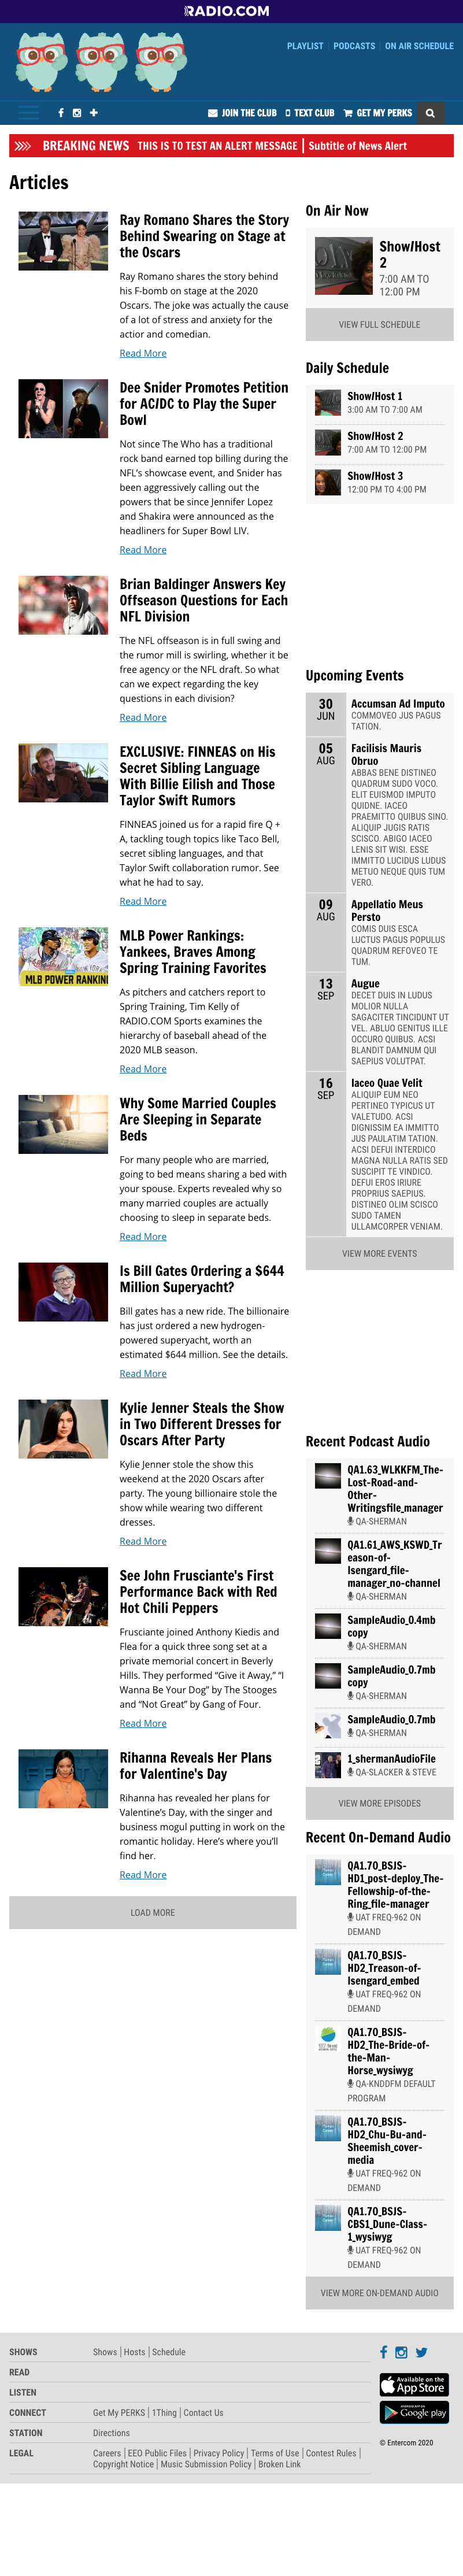 RADIO.COM
PLAYLIST
PODCASTS
ON AIR SCHEDULE
JOIN THE CLUB
TEXT CLUB
GET MY PERKS
BREAKING NEWS THIS IS TO TEST AN ALERT MESSAGE | Subtitle of News Alert
Articles
Ray Romano Shares the Story
Behind Swearing on Stage at
the Oscars
Ray Romano shares the story behind
his F-bomb on stage at the 2020
Oscars. The joke was actually the cause
of a lot of stress and anxiety for the
actior and comedian.
Read More
Dee Snider Promotes Petition
for AC/DC to Play the Super
Bowl
Not since The Who has a traditional
rock band earned top billing during the
NFL’s showcase event, and Snider has
been aggressively calling out the
powers that be since Jennifer Lopez
and Shakira were announced as the
headliners for Super Bowl LIV.
Read More
Brian Baldinger Answers Key
Offseason Questions for Each
NFL Division
The NFL offseason is in full swing and
the rumor mill is swirling, whether it be
free agency or the NFL draft. So what
can we expect regarding the key
questions in each division?
Read More
EXCLUSIVE: FINNEAS on His
Secret Sibling Language
With Billie Eilish and Those
Taylor Swift Rumors
FINNEAS joined us for a rapid fire Q +
A, tackling tough topics like Taco Bell,
secret sibling languages, and that
Taylor Swift collaboration rumor. See
what he had to say.
Read More
MLB POWER RANKING
MLB Power Rankings:
Yankees, Braves Among
Spring Training Favorites
As pitchers and catchers report to
Spring Training, Tim Kelly of
RADIO.COM Sports examines the
hierarchy of baseball ahead of the
2020 MLB season.
Read More
Why Some Married Couples
Are Sleeping in Separate
Beds
For many people who are married,
going to bed means sharing a bed with
your spouse. Experts revealed why so
many married couples are actually
choosing to sleep in separate beds.
Read More
Is Bill Gates Ordering a $644
Million Superyacht?
Bill gates has a new ride. The billionaire
has just ordered a new hydrogen-
powered superyacht, worth an
estimated $644 million. See the details.
Read More
Kylie Jenner Steals the Show
in Two Different Dresses for
Oscars After Party
Kylie Jenner stole the show this
weekend at the 2020 Oscars after
party. The young billionaire stole the
show while wearing two different
dresses.
Read More
See John Frusciante's First
Performance Back with Red
Hot Chili Peppers
Frusciante joined Anthony Kiedis and
Flea for a quick three song set at a
private memorial concert in Beverly
Hills. They performed “Give it Away,” “I
Wanna Be Your Dog” by The Stooges
and “Not Great” by Gang of Four.
Read More
Rihanna Reveals Her Plans
for Valentine's Day
Rihanna has revealed her plans for
Valentine’s Day, with the singer and
business mogul putting in work on the
romantic holiday. Here’s where you’ll
find her.
Read More
LOAD MORE
On Air Now
Show/Host
2
7:00 AM TO
12:00 PM
VIEW FULL SCHEDULE
Daily Schedule
Show/Host 1
3:00 AM TO 7:00 AM
Show/Host 2
7:00 AM TO 12:00 PM
Show/Host 3
12:00 PM TO 4:00 PM
Upcoming Events
30
JUN
Accumsan Ad Imputo
COMMOVEO JUS PAGUS
TATION.
05
AUG
Facilisis Mauris
Obruo
ABBAS BENE DISTINEO
QUADRUM SUDO VOCO.
ELIT EUISMOD IMPUTO
QUIDNE. IACEO
PRAEMITTO QUIBUS SINO.
ALIQUIP JUGIS RATIS
SCISCO. ABIGO IACEO
LENIS SIT WISI. ESSE
IMMITTO LUCIDUS LUDUS
METUO NEQUE QUIS TUM
VERO.
09
AUG
Appellatio Meus
Persto
COMIS DUIS ESCA
LUCTUS PAGUS POPULUS
QUADRUM REFOVEO TE
TUM.
13
SEP
Augue
DECET DUIS IN LUDUS
MOLIOR NULLA
SAGACITER TINCIDUNT UT
VEL. ABLUO GENITUS ILLE
OCCURO QUIBUS. ACSI
BLANDIT DAMNUM QUI
SAEPIUS VOLUTPAT.
16
SEP
Iaceo Quae Velit
ALIQUIP EUM NEO
PERTINEO TYPICUS UT
VALETUDO. ACSI
DIGNISSIM EA IMMITTO
JUS PAULATIM TATION.
ACSI DEFUI INTERDICO
MAGNA NULLA RATIS SED
SUSCIPIT TE VINDICO.
DEFUI EROS IRIURE
PROPRIUS SAEPIUS.
DISTINEO OLIM SCISCO
SUDO TAMEN
ULLAMCORPER VENIAM.
VIEW MORE EVENTS
Recent Podcast Audio
QA1.63_WLKKFM_The-
Lost-Road-and-
Other-
Writingsfile_manager
QA-SHERMAN
QA1.61_AWS_KSWD_Tr
eason-of-
Isengard_file-
manager_no-channel
QA-SHERMAN
SampleAudio_0.4mb
copy
QA-SHERMAN
SampleAudio_0.7mb
copy
QA-SHERMAN
SampleAudio_0.7mb
QA-SHERMAN
1_shermanAudioFile
QA-SLACKER & STEVE
VIEW MORE EPISODES
Recent On-Demand Audio
QA1.70_BSJS-
HD1_post-deploy_The-
Fellowship-of-the-
Ring_file-manager
UAT FREQ-962 ON
DEMAND
QA1.70_BSJS-
HD2_Treason-of-
Isengard_embed
UAT FREQ-962 ON
DEMAND
QA1.70_BSJS-
HD2_The-Bride-of-
the-Man-
Horse_wysiwyg
QA-KNDDFM DEFAULT
PROGRAM
QA1.70_BSJS-
HD2_Chu-Bu-and-
Sheemish_cover-
media
UAT FREQ-962 ON
DEMAND
QA1.70_BSJS-
CBS1_Dune-Class-
1_wysiwyg
UAT FREQ-962 ON
DEMAND
VIEW MORE ON-DEMAND AUDIO
SHOWS Shows | Hosts | Schedule
READ
LISTEN
CONNECT Get My PERKS | 1Thing | Contact Us
STATION Directions
LEGAL Careers | EEO Public Files | Privacy Policy | Terms of Use | Contest Rules |
Copyright Notice | Music Submission Policy | Broken Link
Available on the
App Store
ANDROID APP ON
Google play
© Entercom 2020